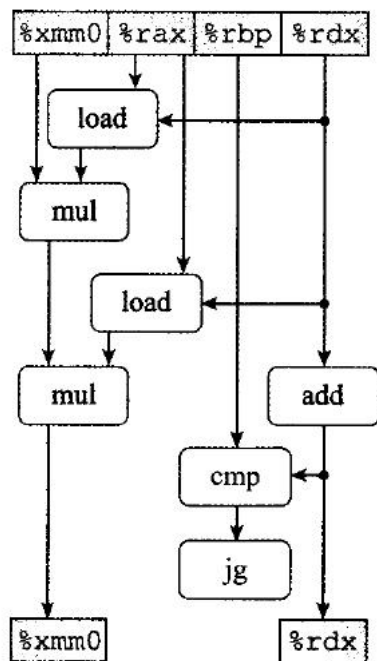 %xmm0 %rax %rbp %rdx
load
mul
load
mul add
cmp
jg
%xmm0 %rdx